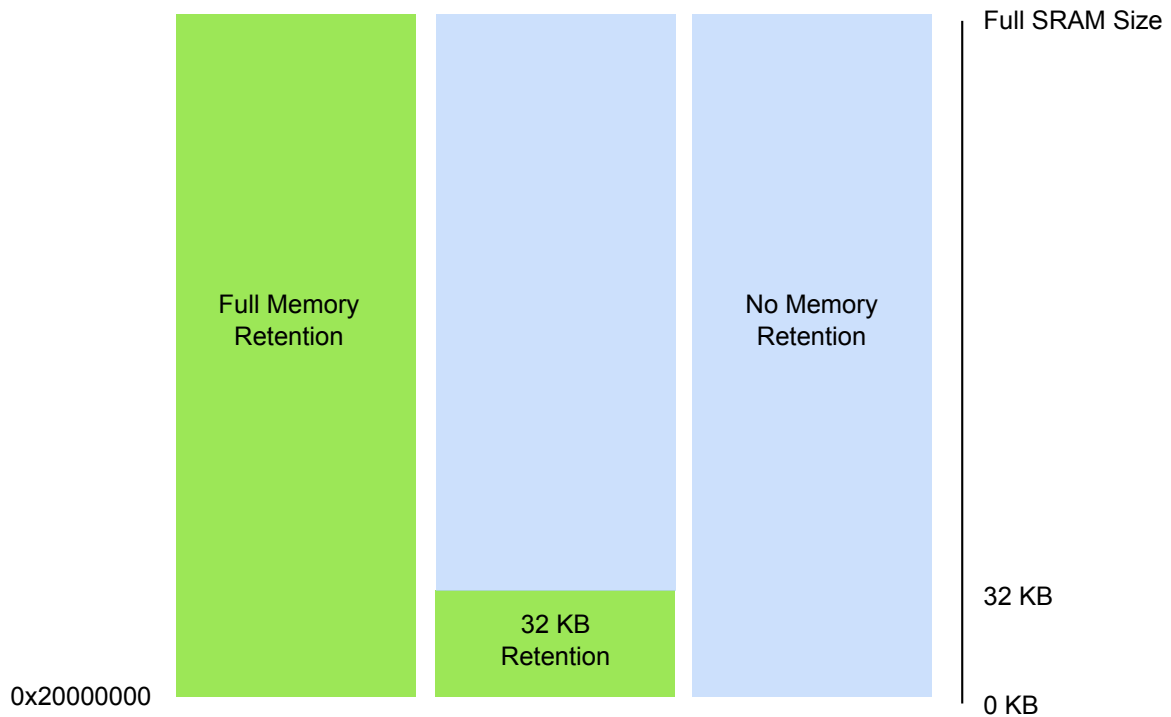 Full SRAM Size
Full Memory
Retention
No Memory
Retention
32 KB
32 KB
Retention
0x20000000
0 KB